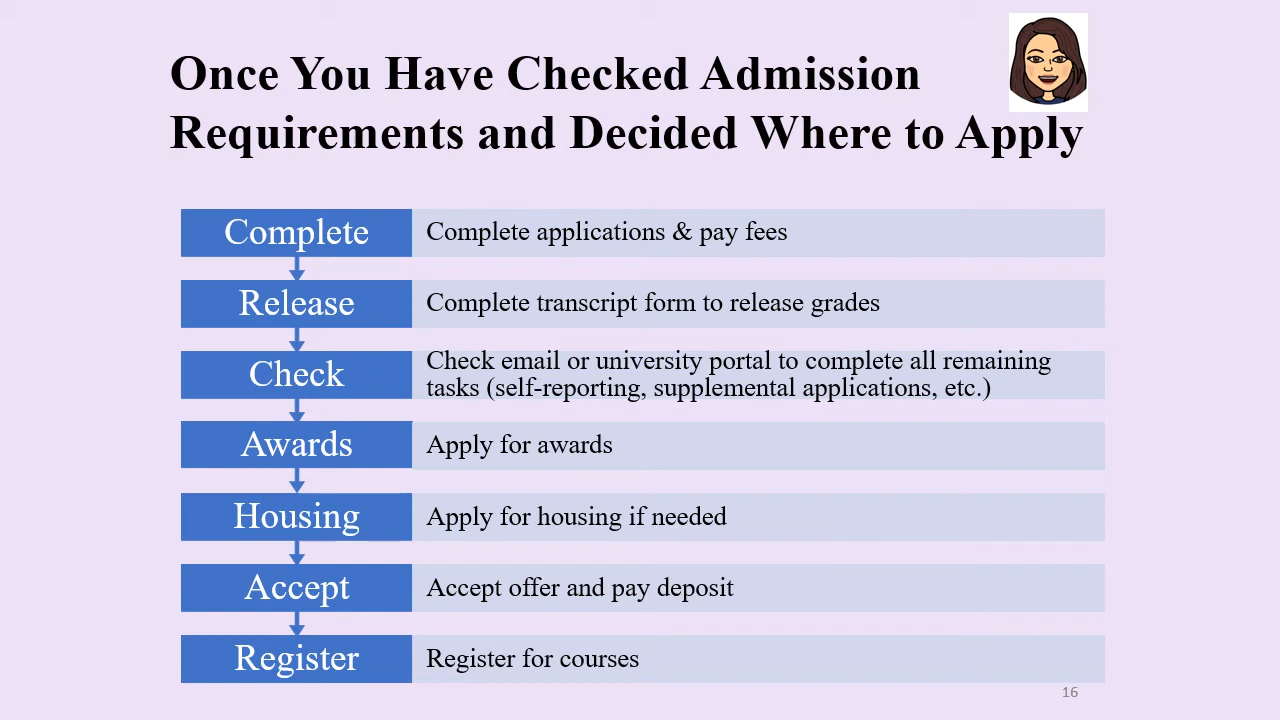 Once You Have Checked Admission
Requirements and Decided Where to Apply
Complete
Complete applications & pay fees
Release
Complete transcript form to release grades
Check
Check email or university portal to complete all remaining
tasks (self-reporting, supplemental applications, etc.)
Awards
Apply for awards
Housing
Apply for housing if needed
Accept
Accept offer and pay deposit
Register
Register for courses
16